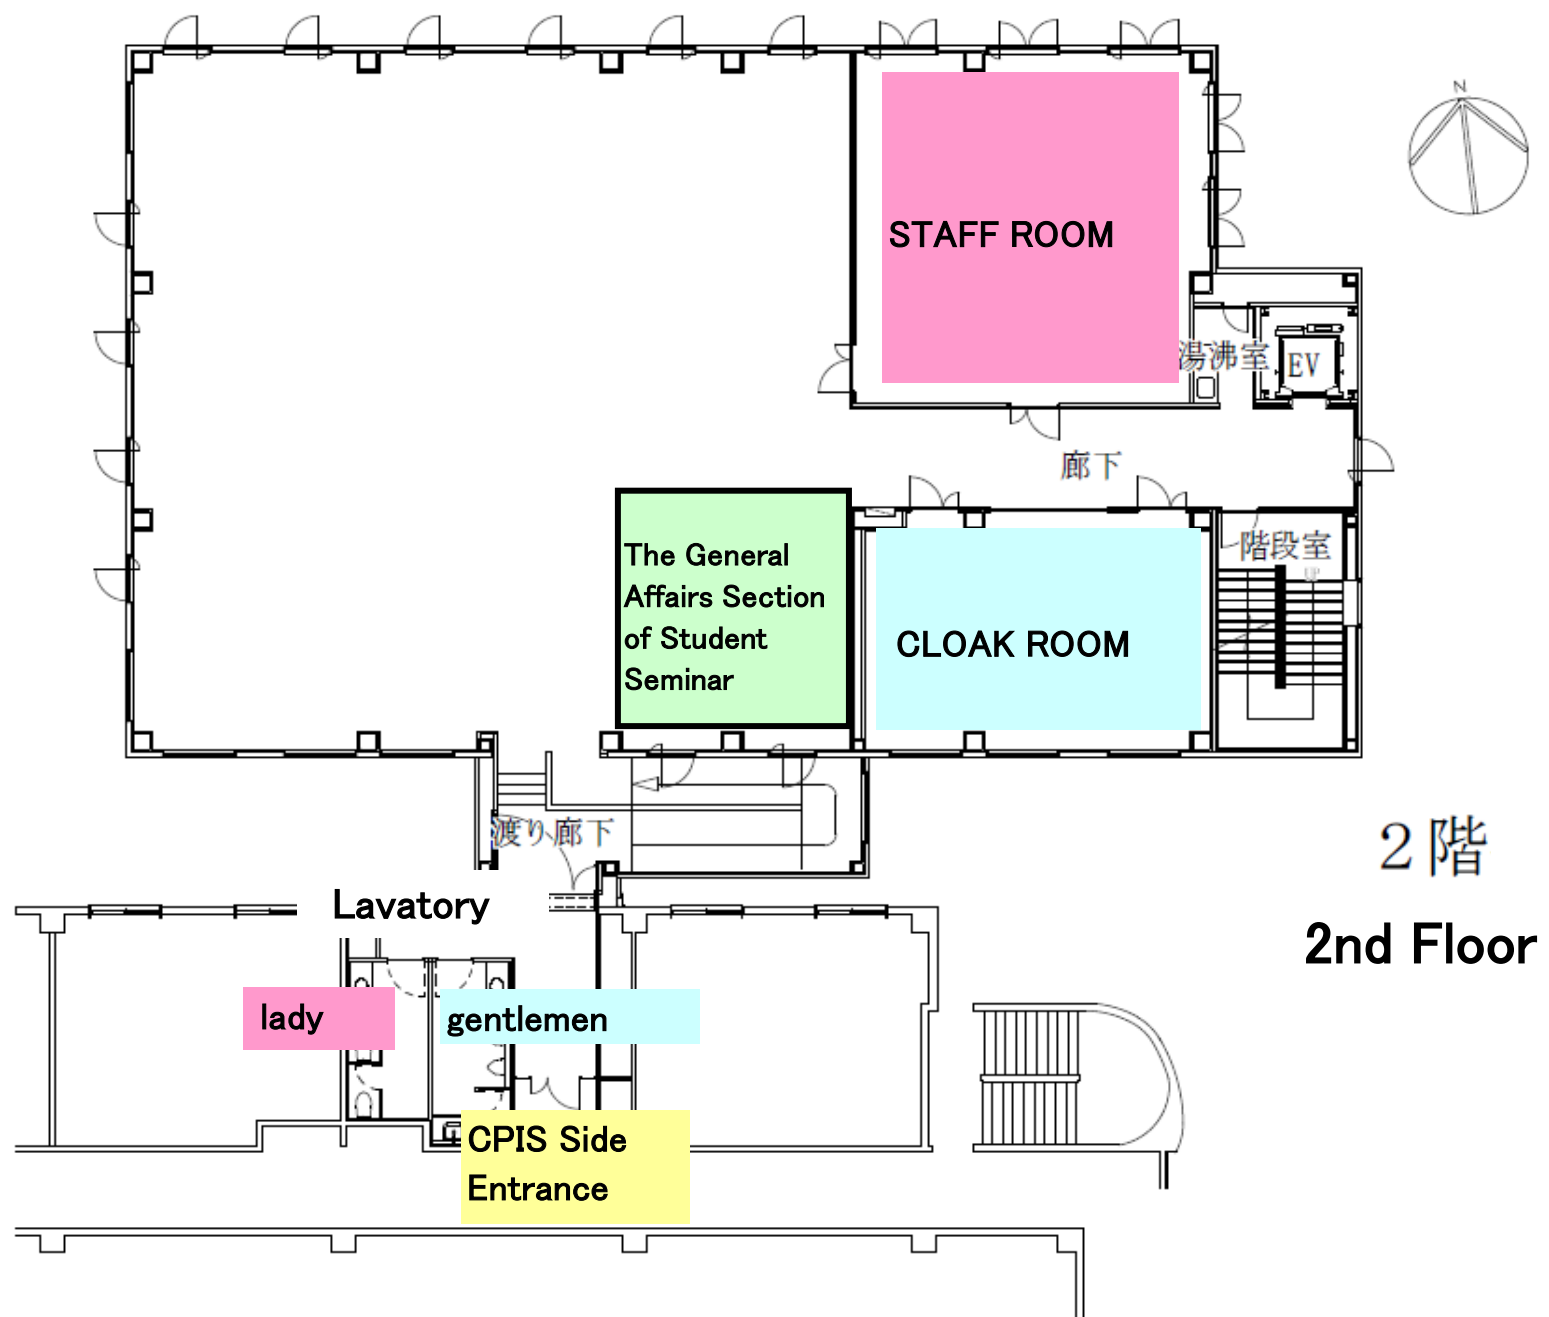 N
STAFF ROOM
湯沸室
EV
廊下
The General
Affairs Section
of Student
Seminar
CLOAK ROOM
階段室
UP
渡り廊下
2階
2nd Floor
Lavatory
lady
gentlemen
CPIS Side
Entrance